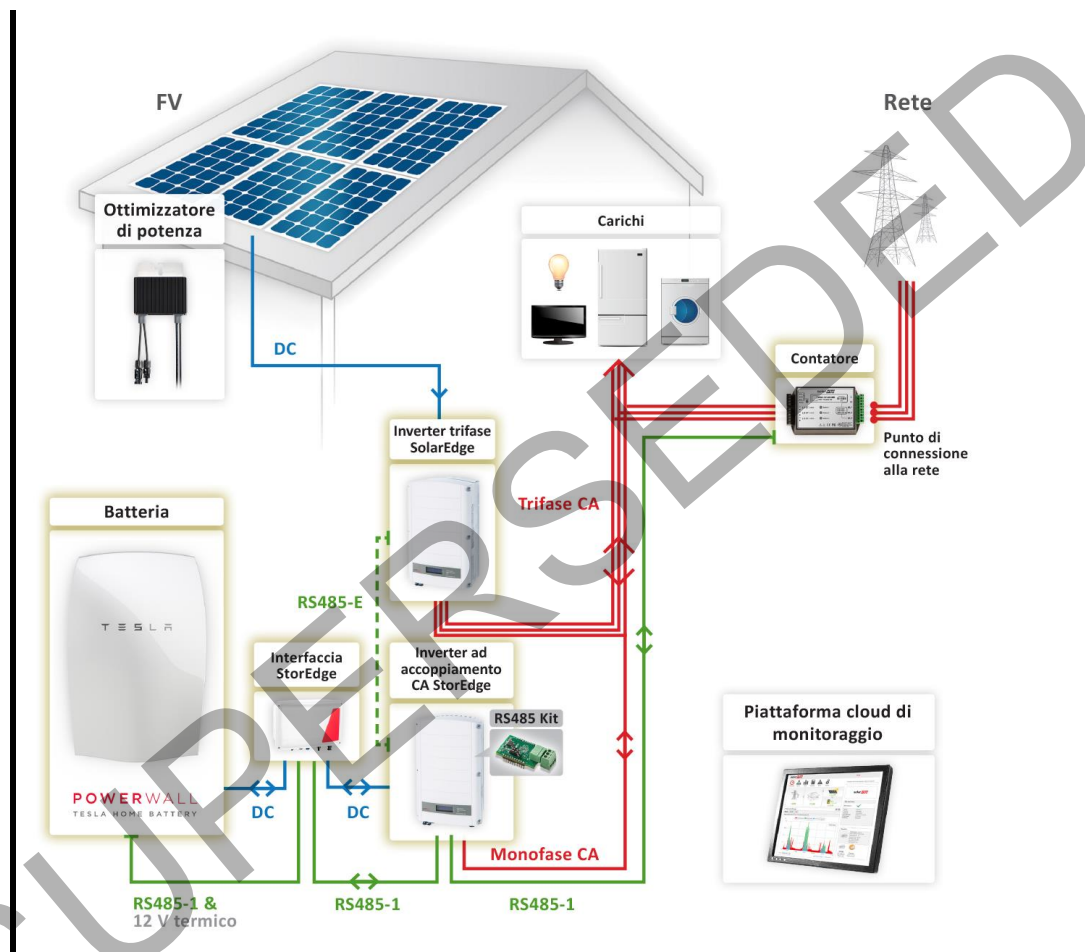 FV
Rete
Ottimizzatore
di potenza
Carichi
DC
Contatore
Inverter trifase
SolarEdge
Punto di
connessione
alla rete
Batteria
Trifase CA
TESLA
RS485-E
Interfaccia
StorEdge
Inverter ad
accoppiamento
CA StorEdge
RS485 Kit
Piattaforma cloud di
monitoraggio
POWERWALL
TESLA HOME BATTERY
DC
DC
Monofase CA
RS485-1 &
12 V termico
RS485-1
RS485-1
SUPERSEDED